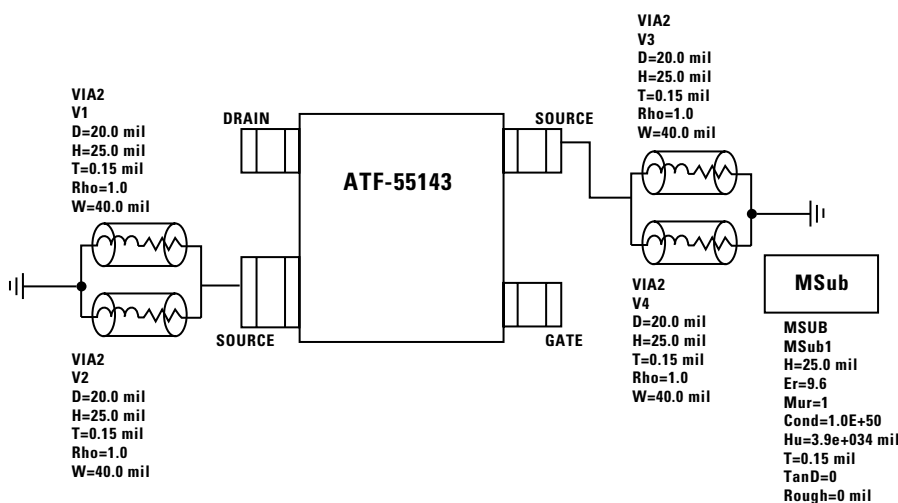 VIA2
V1
D=20.0 mil
H=25.0 mil
T=0.15 mil
Rho=1.0
W=40.0 mil
VIA2
V2
D=20.0 mil
H=25.0 mil
T=0.15 mil
Rho=1.0
W=40.0 mil
DRAIN
SOURCE
ATF-55143
SOURCE
GATE
VIA2
V3
D=20.0 mil
H=25.0 mil
T=0.15 mil
Rho=1.0
W=40.0 mil
VIA2
V4
D=20.0 mil
H=25.0 mil
T=0.15 mil
Rho=1.0
W=40.0 mil
MSub
MSUB
MSub1
H=25.0 mil
Er=9.6
Mur=1
Cond=1.0E+50
Hu=3.9e+034 mil
T=0.15 mil
TanD=0
Rough=0 mil